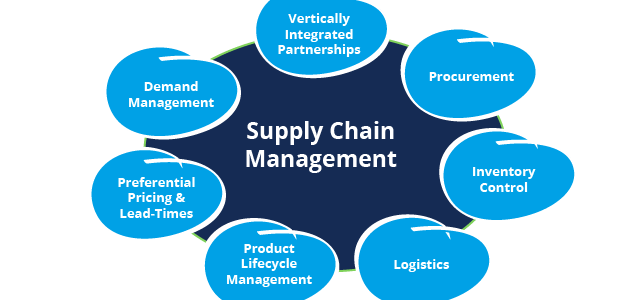 Vertically
Integrated
Partnerships
Procurement
Demand
Management
Supply Chain
Management
Inventory
Control
Preferential
Pricing &
Lead-Times
Product
Lifecycle
Management
Logistics